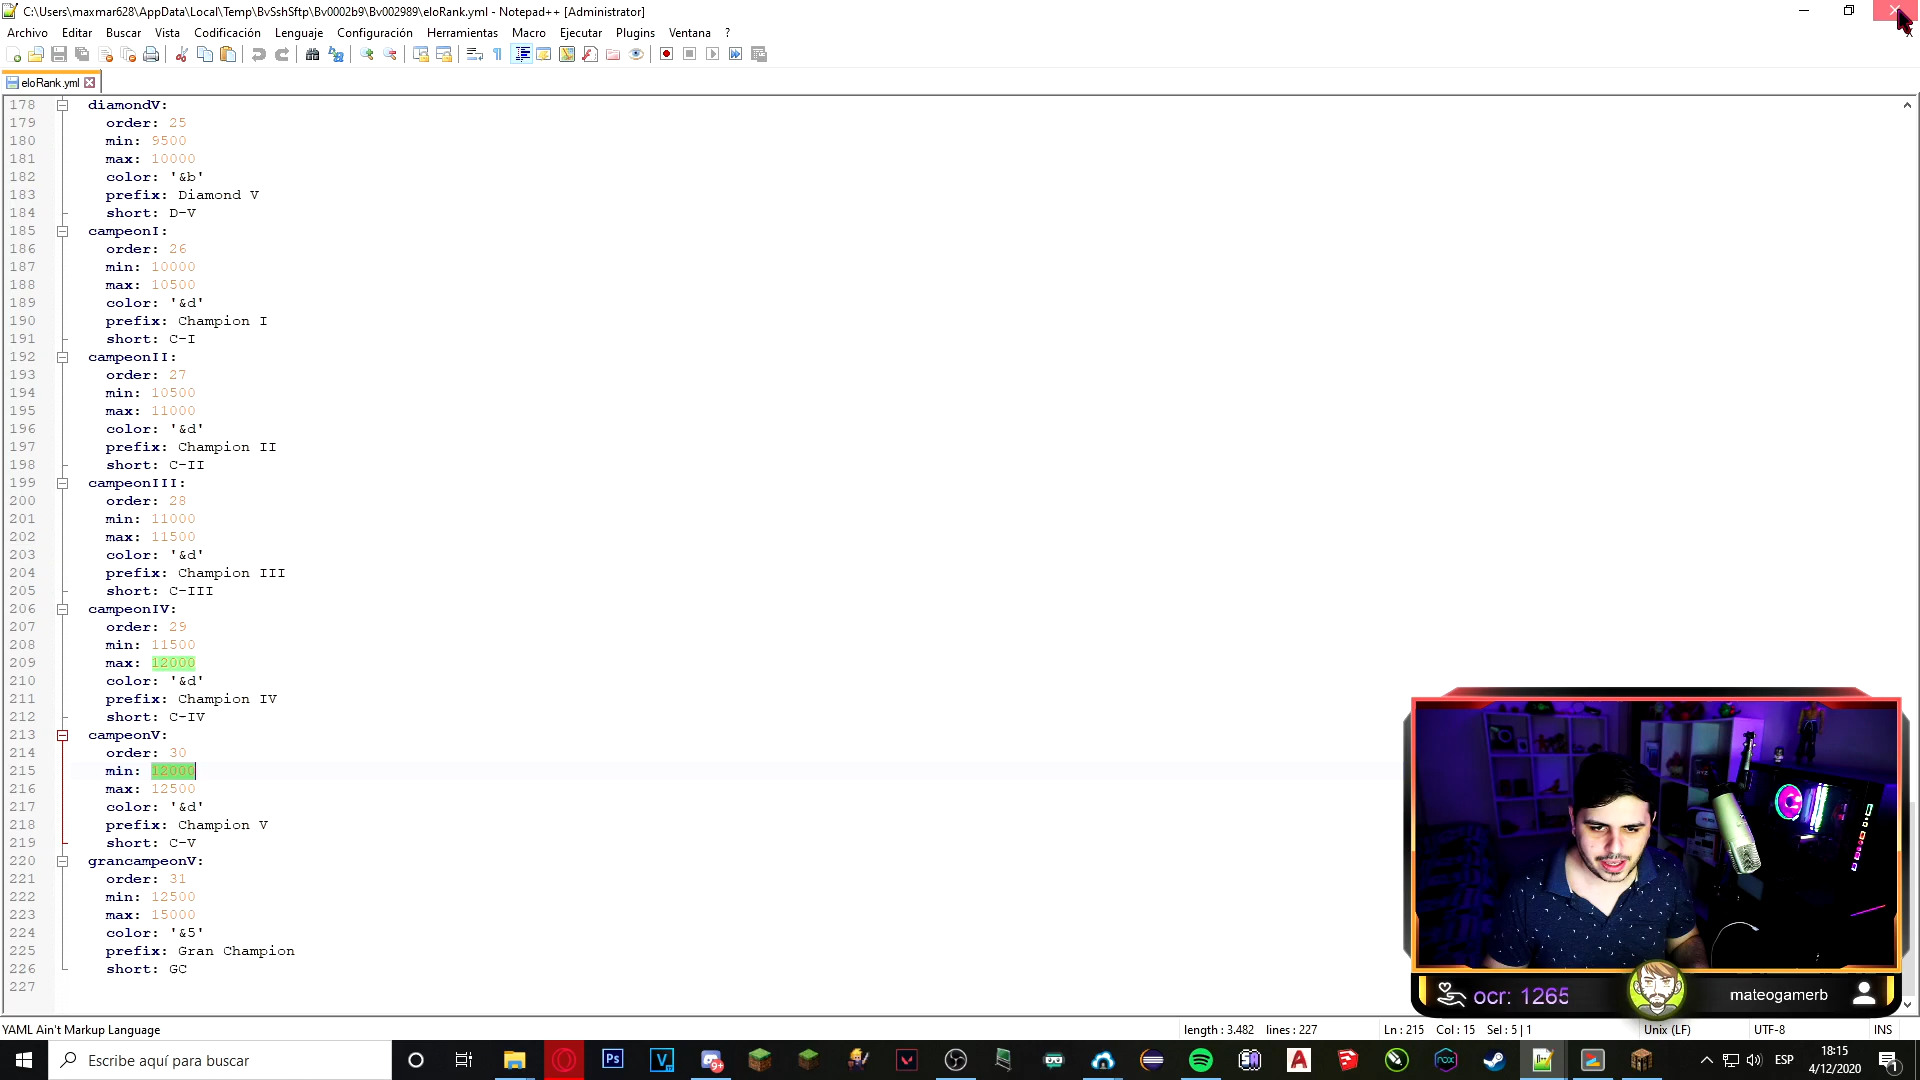 C:\Users\maxmar628\AppData\Local\Temp\BvSshSftp\Bv0002b9\Bv002989\eloRank.yml - Notepad++ [Administrator]
Archivo Editar Buscar Vista Codificación Lenguaje Configuración Herramientas Macro Ejecutar Plugins Ventana ?
eloRank.yml
178 diamondV:
179 order: 25
180 min: 9500
181 max: 10000
182 color: '&b'
183 prefix: Diamond V
184 short: D-V
185 campeonI:
186 order: 26
187 min: 10000
188 max: 10500
189 color: '&d'
190 prefix: Champion I
191 short: C-I
192 campeonII:
193 order: 27
194 min: 10500
195 max: 11000
196 color: '&d'
197 prefix: Champion II
198 short: C-II
199 campeonIII:
200 order: 28
201 min: 11000
202 max: 11500
203 color: '&d'
204 prefix: Champion III
205 short: C-III
206 campeonIV:
207 order: 29
208 min: 11500
209 max: 12000
210 color: '&d'
211 prefix: Champion IV
212 short: C-IV
213 campeonV:
214 order: 30
215 min: 12000
216 max: 12500
217 color: '&d'
218 prefix: Champion V
219 short: C-V
220 grancampeonV:
221 order: 31
222 min: 12500
223 max: 15000
224 color: '&5'
225 prefix: Gran Champion
226 short: GC
227
ocr: 1265 mateogamerb
YAML Ain't Markup Language length : 3.482 lines : 227 Ln : 215 Col : 15 Sel : 5 | 1 Unix (LF) UTF-8 INS
Escribe aquí para buscar
ESP
18:15
4/12/2020